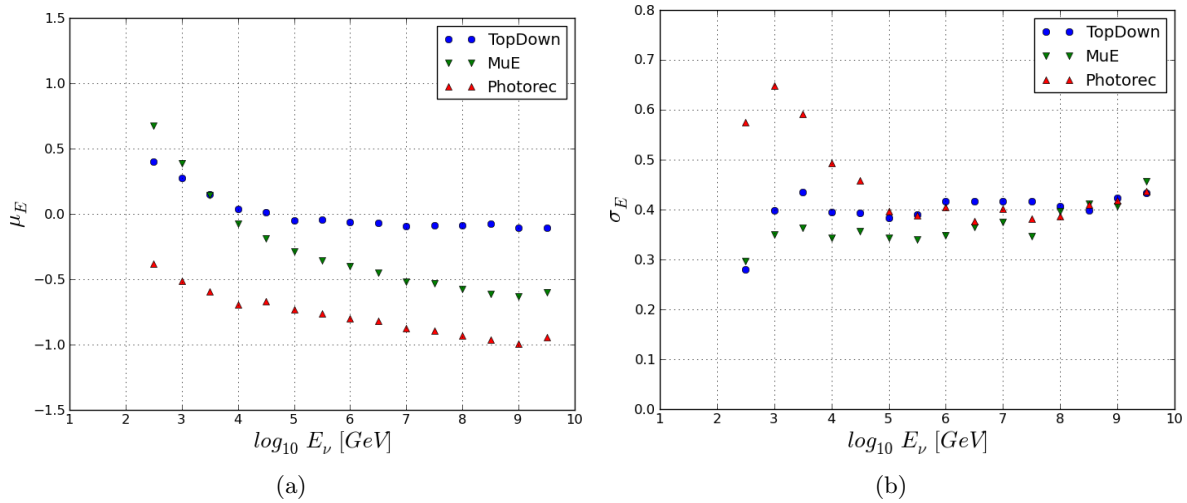 1.5
1.0
0.5
0.0
−0.5
−1.0
−1.5
μ_E
1 2 3 4 5 6 7 8 9 10
log₁₀ E_ν [GeV]
TopDown
MuE
Photorec
(a)
0.8
0.7
0.6
0.5
0.4
0.3
0.2
0.1
0.0
σ_E
1 2 3 4 5 6 7 8 9 10
log₁₀ E_ν [GeV]
TopDown
MuE
Photorec
(b)